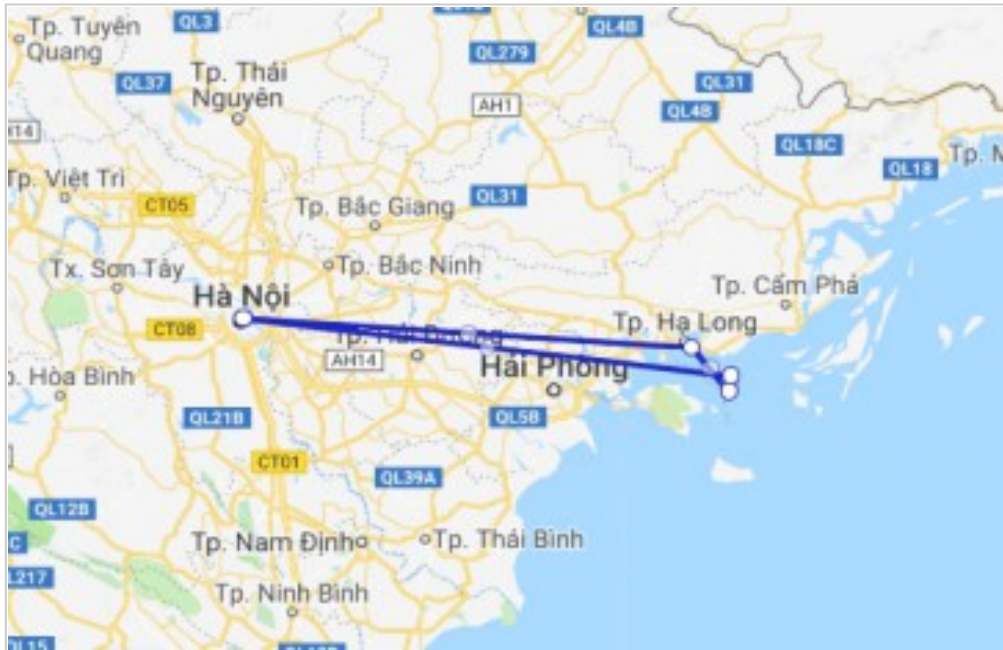 QL3
QL4B
Tp. Tuyên
Quang
QL279
QL37
Tp. Thái
Nguyên
AH1
QL31
QL4B
QL18C
QL18
Tp. Việt Trì
CT05
Tp. Bắc Giang
QL31
Tp. Bắc Ninh
Tx. Sơn Tây
Hà Nội
Tp. Cẩm Phả
CT08
Tp. Hạ Long
AH14
Hải Phòng
Hòa Bình
QL21B
QL5B
CT01
QL39A
QL12B
Tp. Nam Định
Tp. Thái Bình
Tp. Ninh Bình
QL15